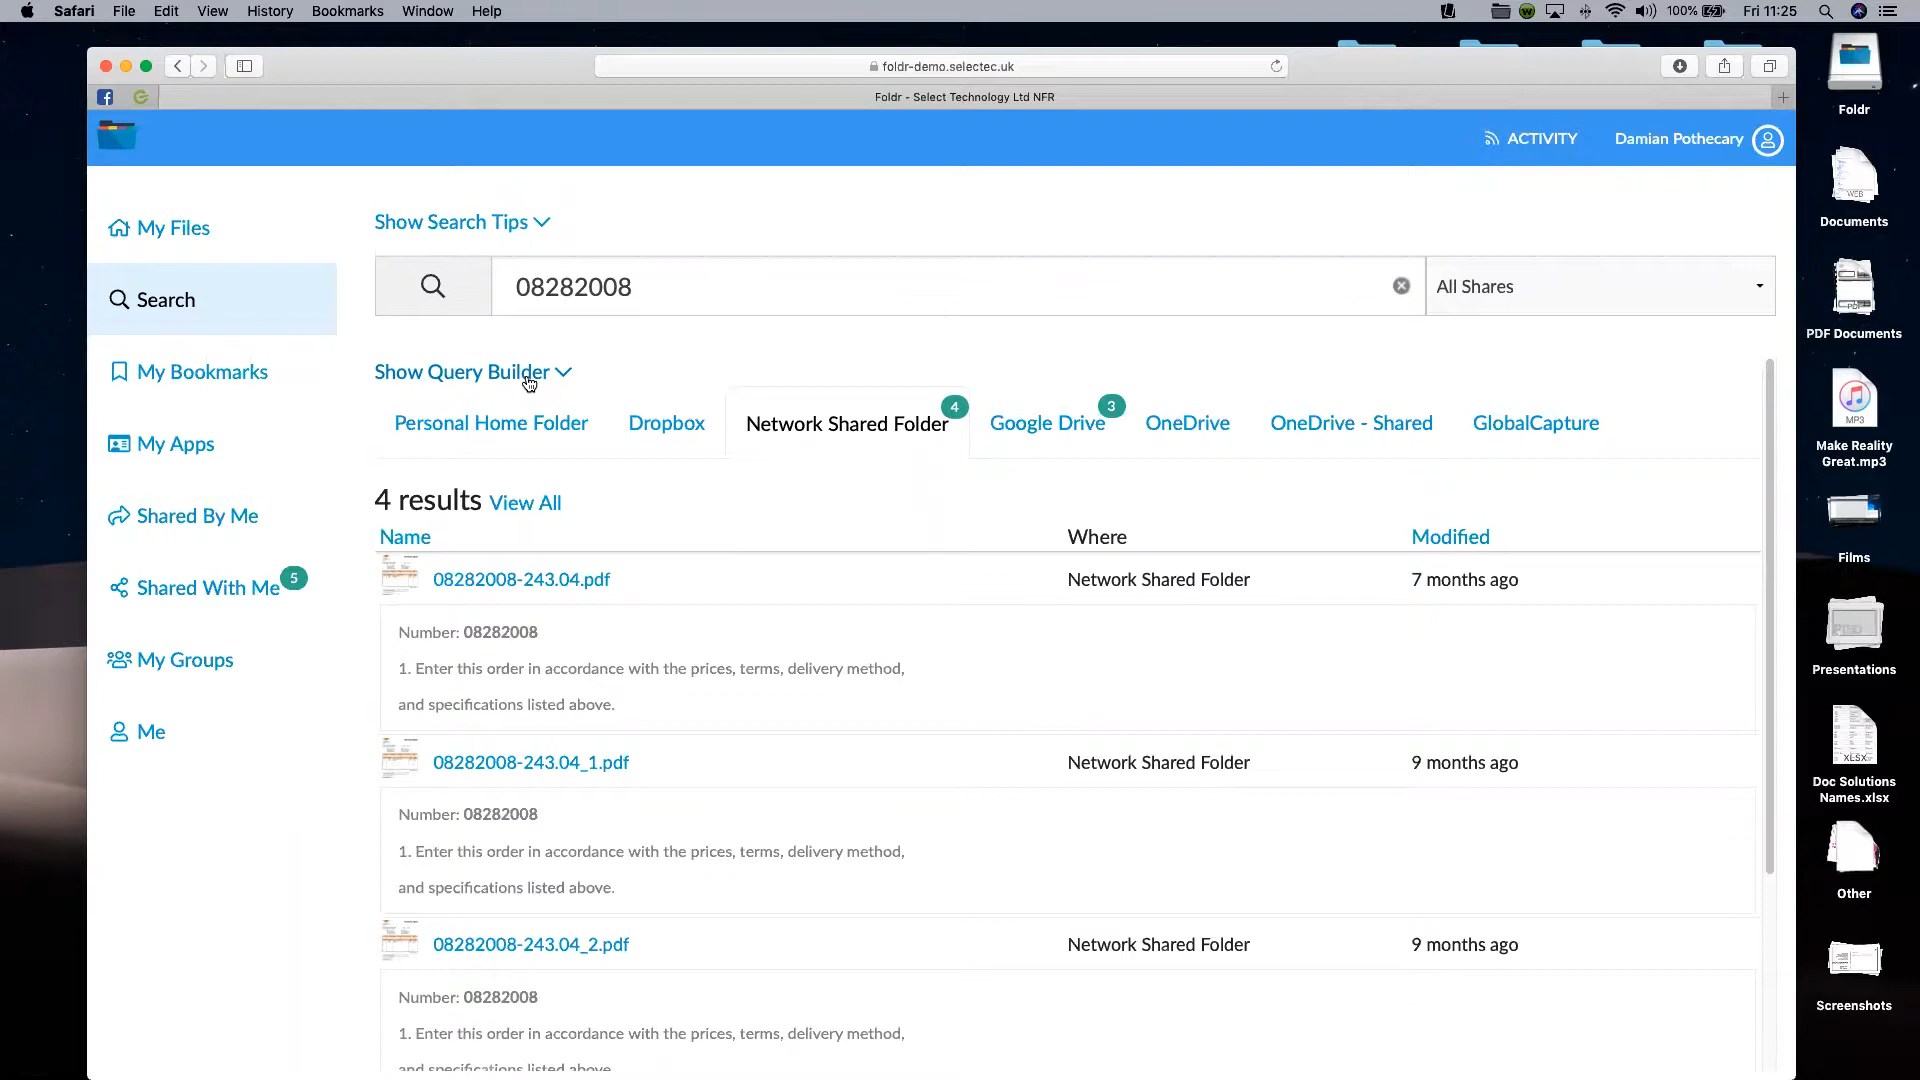 Safari File Edit View History Bookmarks Window Help
100% Fri 11:25
foldr-demo.selectec.uk
Foldr - Select Technology Ltd NFR
ACTIVITY Damian Pothecary
My Files
Search
My Bookmarks
My Apps
Shared By Me
Shared With Me 5
My Groups
Me
Show Search Tips
08282008 All Shares
Show Query Builder
Personal Home Folder Dropbox Network Shared Folder 4 Google Drive 3 OneDrive OneDrive - Shared GlobalCapture
4 results View All
Name Where Modified
08282008-243.04.pdf Network Shared Folder 7 months ago
Number: 08282008
1. Enter this order in accordance with the prices, terms, delivery method,
and specifications listed above.
08282008-243.04_1.pdf Network Shared Folder 9 months ago
Number: 08282008
1. Enter this order in accordance with the prices, terms, delivery method,
and specifications listed above.
08282008-243.04_2.pdf Network Shared Folder 9 months ago
Number: 08282008
1. Enter this order in accordance with the prices, terms, delivery method,
and specifications listed above.
Foldr
WEB
Documents
PDF
PDF Documents
MP3
Make Reality
Great.mp3
Films
Presentations
XLSX
Doc Solutions
Names.xlsx
Other
Screenshots